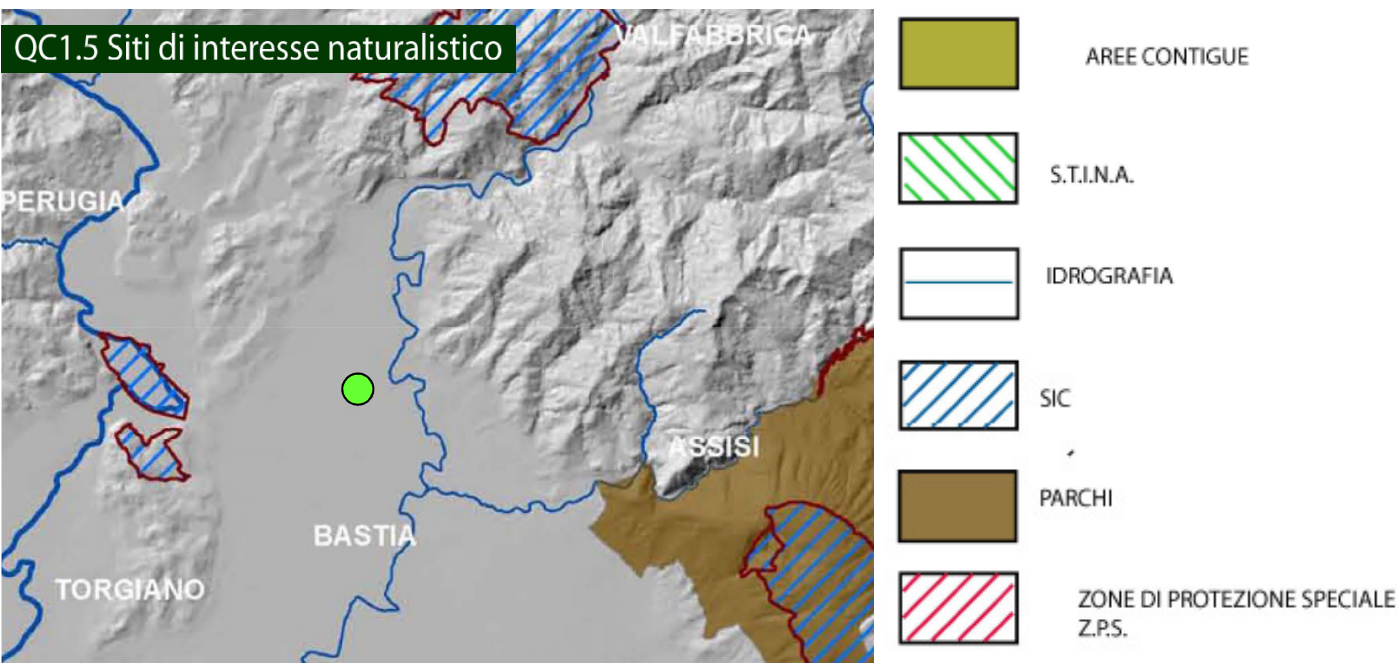 QC1.5 Siti di interesse naturalistico
VALFABBRICA
PERUGIA
ASSISI
BASTIA
TORGIANO
AREE CONTIGUE
S.T.I.N.A.
IDROGRAFIA
SIC
PARCHI
ZONE DI PROTEZIONE SPECIALE
Z.P.S.